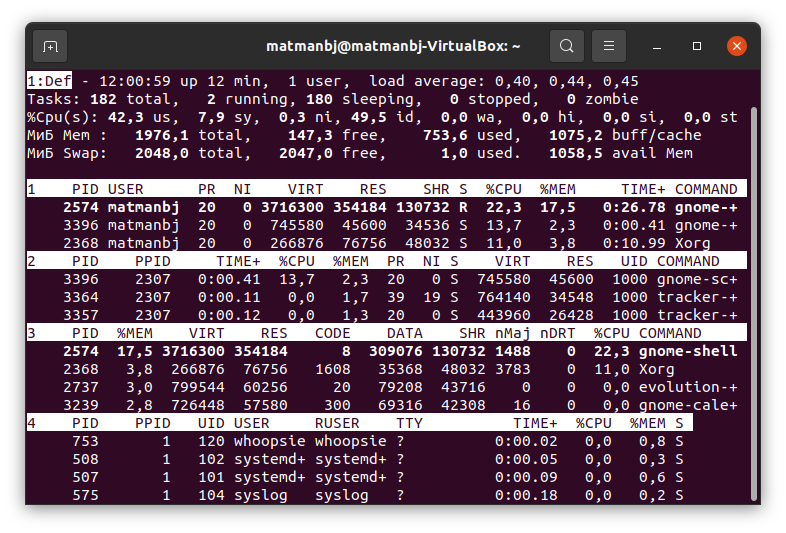 matmanbj@matmanbj-VirtualBox: ~
1:Def - 12:00:59 up 12 min,  1 user,  load average: 0,40, 0,44, 0,45
Tasks: 182 total,   2 running, 180 sleeping,   0 stopped,   0 zombie
%Cpu(s): 42,3 us,  7,9 sy,  0,3 ni, 49,5 id,  0,0 wa,  0,0 hi,  0,0 si,  0,0 st
МиБ Mem :   1976,1 total,    147,3 free,    753,6 used,   1075,2 buff/cache
МиБ Swap:   2048,0 total,   2047,0 free,      1,0 used.   1058,5 avail Mem
1    PID USER      PR  NI    VIRT    RES    SHR S  %CPU  %MEM     TIME+ COMMAND
2574 matmanbj  20   0 3716300 354184 130732 R  22,3  17,5   0:26.78 gnome-+
3396 matmanbj  20   0  745580  45600  34536 S  13,7   2,3   0:00.41 gnome-+
2368 matmanbj  20   0  266876  76756  48032 S  11,0   3,8   0:10.99 Xorg
2    PID    PPID     TIME+  %CPU  %MEM  PR  NI S    VIRT    RES   UID COMMAND
3396    2307   0:00.41  13,7   2,3  20   0 S  745580  45600  1000 gnome-sc+
3364    2307   0:00.11   0,0   1,7  39  19 S  764140  34548  1000 tracker-+
3357    2307   0:00.12   0,0   1,3  20   0 S  443960  26428  1000 tracker-+
3    PID  %MEM    VIRT    RES   CODE    DATA    SHR nMaj nDRT  %CPU COMMAND
2574  17,5 3716300 354184      8  309076 130732 1488    0  22,3 gnome-shell
2368   3,8  266876  76756   1608   35368  48032 3783    0  11,0 Xorg
2737   3,0  799544  60256     20   79208  43716    0    0   0,0 evolution-+
3239   2,8  726448  57580    300   69316  42308   16    0   0,0 gnome-cale+
4    PID    PPID   UID USER     RUSER    TTY          TIME+  %CPU  %MEM S
753       1   120 whoopsie whoopsie ?          0:00.02   0,0   0,8 S
508       1   102 systemd+ systemd+ ?          0:00.05   0,0   0,3 S
507       1   101 systemd+ systemd+ ?          0:00.09   0,0   0,6 S
575       1   104 syslog   syslog   ?          0:00.18   0,0   0,2 S